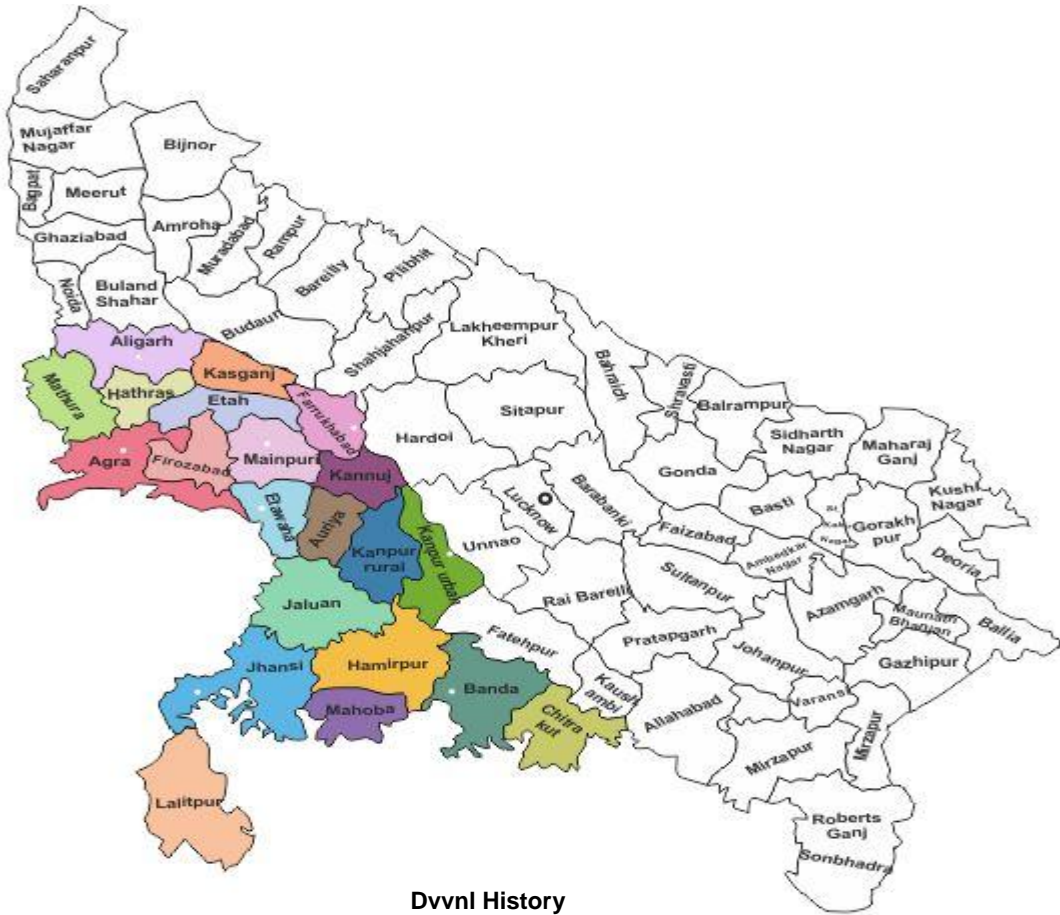 Saharanpur
Mujaffar
Nagar
Bijnor
Bagpat
Meerut
Ghaziabad
Amroha
Muradabad
Rampur
Bareilly
Pilibhit
Noida
Buland
Shahar
Budaun
Shahjahanpur
Lakheempur
Kheri
Bahraich
Shravasti
Balrampur
Aligarh
Mathura
Hathras
Kasganj
Etah
Farrukhabad
Hardoi
Sitapur
Gonda
Sidharth
Nagar
Maharaj
Ganj
Kushi
Nagar
Agra
Firozabad
Mainpuri
Kannuj
Etawaha
Auriya
Kanpur
rural
Kanpur urban
Unnao
Lucknow
Barabanki
Faizabad
Basti
Nagar
Gorakh
pur
Deoria
Ambedkar
Nagar
Jaluan
Rai Bareli
Sultanpur
Azamgarh
Maunath
Bhanjan
Ballia
Fatehpur
Pratapgarh
Johanpur
Gazhipur
Jhansi
Hamirpur
Mahoba
Banda
Chitra
kut
Kaush
ambi
Allahabad
Varansi
Mirzapur
Mirzapur
Lalitpur
Roberts
Ganj
Sonbhadra
Dvvnl History